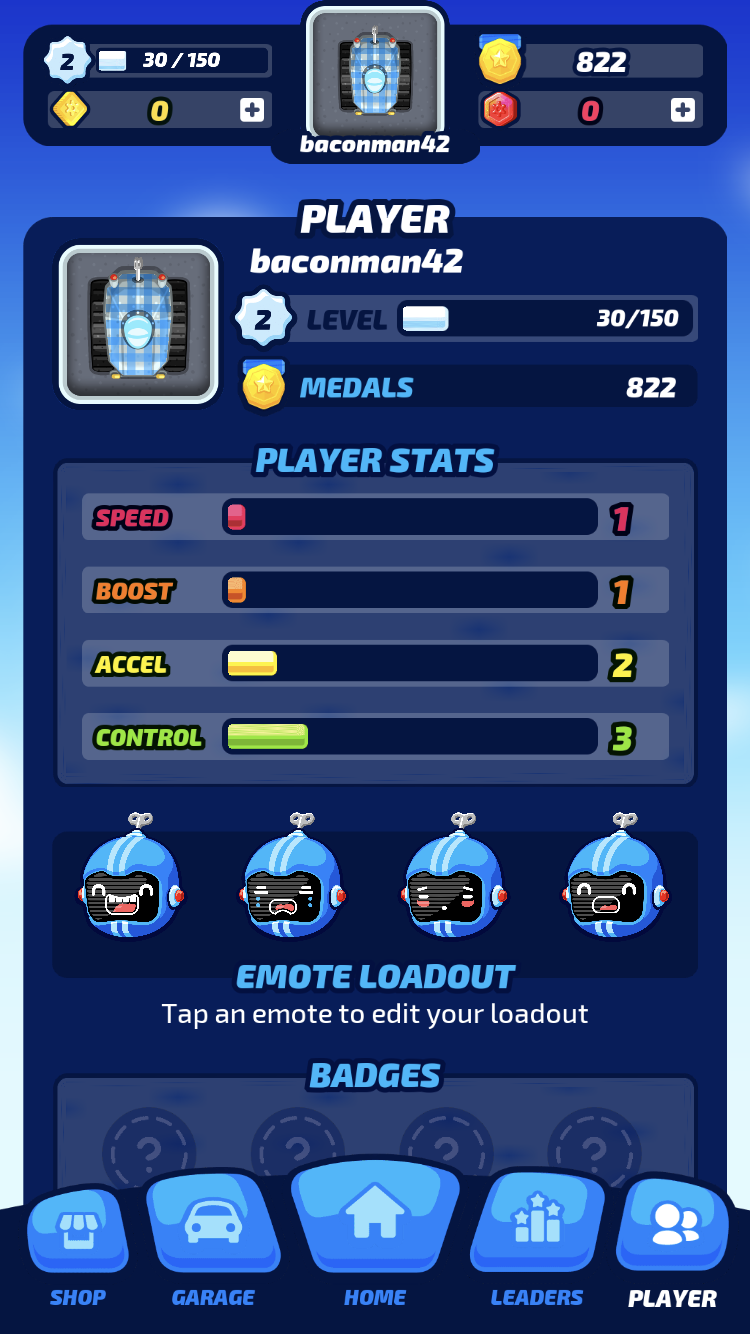 2
30 / 150
822
0
+
0
+
baconman42
PLAYER
baconman42
2
LEVEL
30/150
MEDALS
822
PLAYER STATS
SPEED
1
BOOST
1
ACCEL
2
CONTROL
3
EMOTE LOADOUT
Tap an emote to edit your loadout
BADGES
? ? ? ?
SHOP
GARAGE
HOME
LEADERS
PLAYER